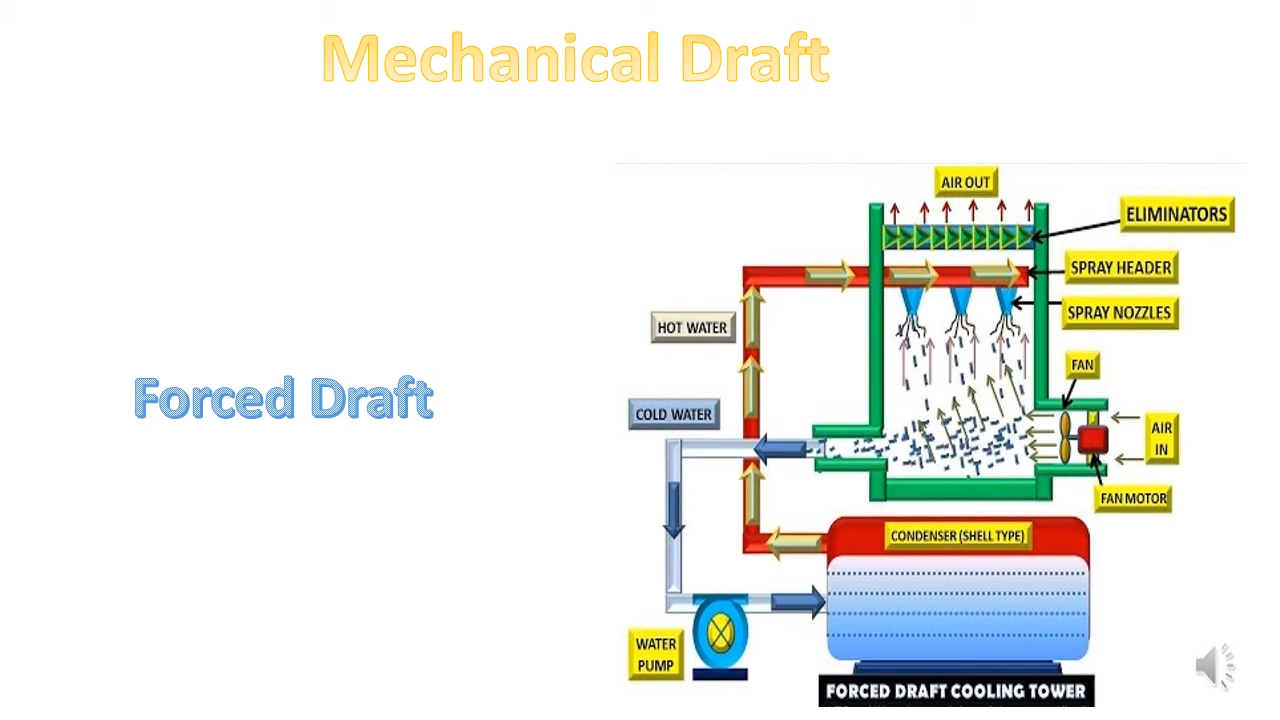 Mechanical Draft
Forced Draft
AIR OUT
ELIMINATORS
SPRAY HEADER
SPRAY NOZZLES
HOT WATER
FAN
COLD WATER
AIR
IN
FAN MOTOR
CONDENSER (SHELL TYPE)
WATER
PUMP
FORCED DRAFT COOLING TOWER